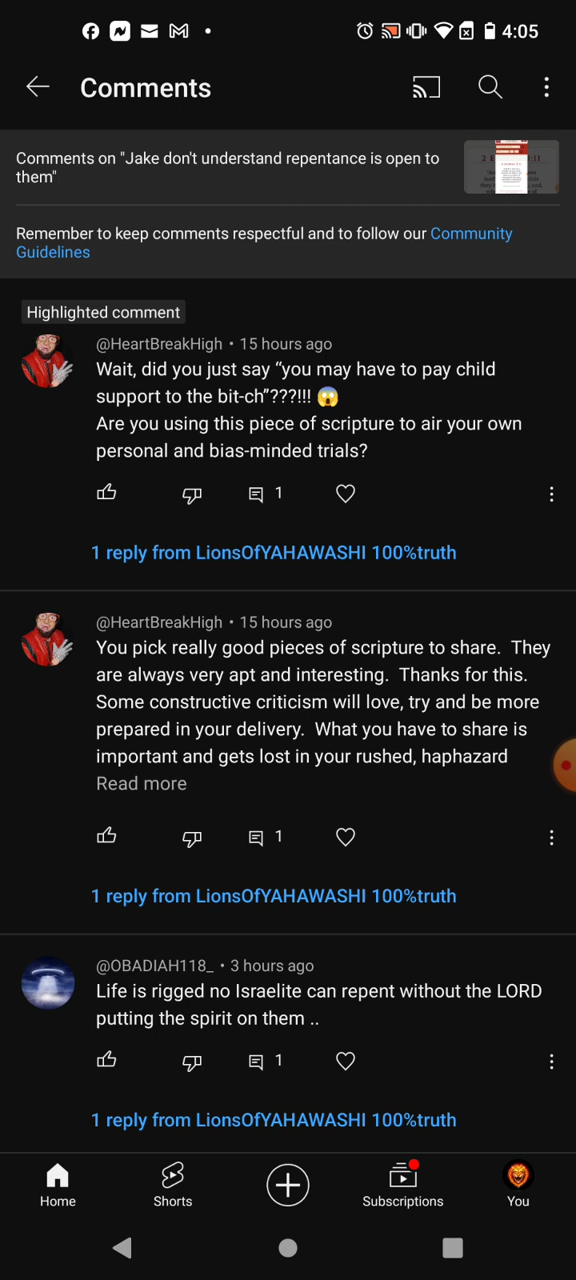 4:05
Comments
Comments on "Jake don't understand repentance is open to
them"
Remember to keep comments respectful and to follow our Community
Guidelines
Highlighted comment
@HeartBreakHigh • 15 hours ago
Wait, did you just say “you may have to pay child
support to the bit-ch”???!!! 😱
Are you using this piece of scripture to air your own
personal and bias-minded trials?
1
1 reply from LionsOfYAHAWASHI 100%truth
@HeartBreakHigh • 15 hours ago
You pick really good pieces of scripture to share. They
are always very apt and interesting. Thanks for this.
Some constructive criticism will love, try and be more
prepared in your delivery. What you have to share is
important and gets lost in your rushed, haphazard
Read more
1
1 reply from LionsOfYAHAWASHI 100%truth
@OBADIAH118_ • 3 hours ago
Life is rigged no Israelite can repent without the LORD
putting the spirit on them ..
1
1 reply from LionsOfYAHAWASHI 100%truth
Home
Shorts
Subscriptions
You